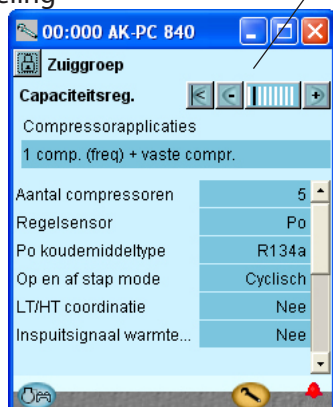 eling
00:000 AK-PC 840
Zuiggroep
Capaciteitsreg.
Compressorapplicaties
1 comp. (freq) + vaste compr.
Aantal compressoren 5
Regelsensor Po
Po koudemiddeltype R134a
Op en af stap mode Cyclisch
LT/HT coordinatie Nee
Inspuitsignaal warmte... Nee